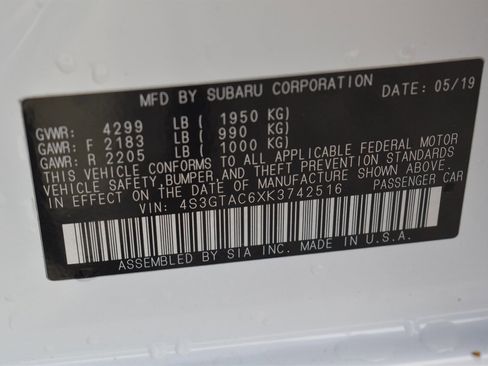 MFD BY SUBARU CORPORATION DATE: 05/19
GVWR: 4299 LB ( 1950 KG)
GAWR: F 2183 LB ( 990 KG)
GAWR: R 2205 LB ( 1000 KG)
THIS VEHICLE CONFORMS TO ALL APPLICABLE FEDERAL MOTOR
VEHICLE SAFETY,BUMPER,AND THEFT PREVENTION STANDARDS
IN EFFECT ON THE DATE OF MANUFACTURE SHOWN ABOVE.
VIN: 4S3GTAC6XK3742516 PASSENGER CAR
ASSEMBLED BY SIA INC. MADE IN U.S.A.